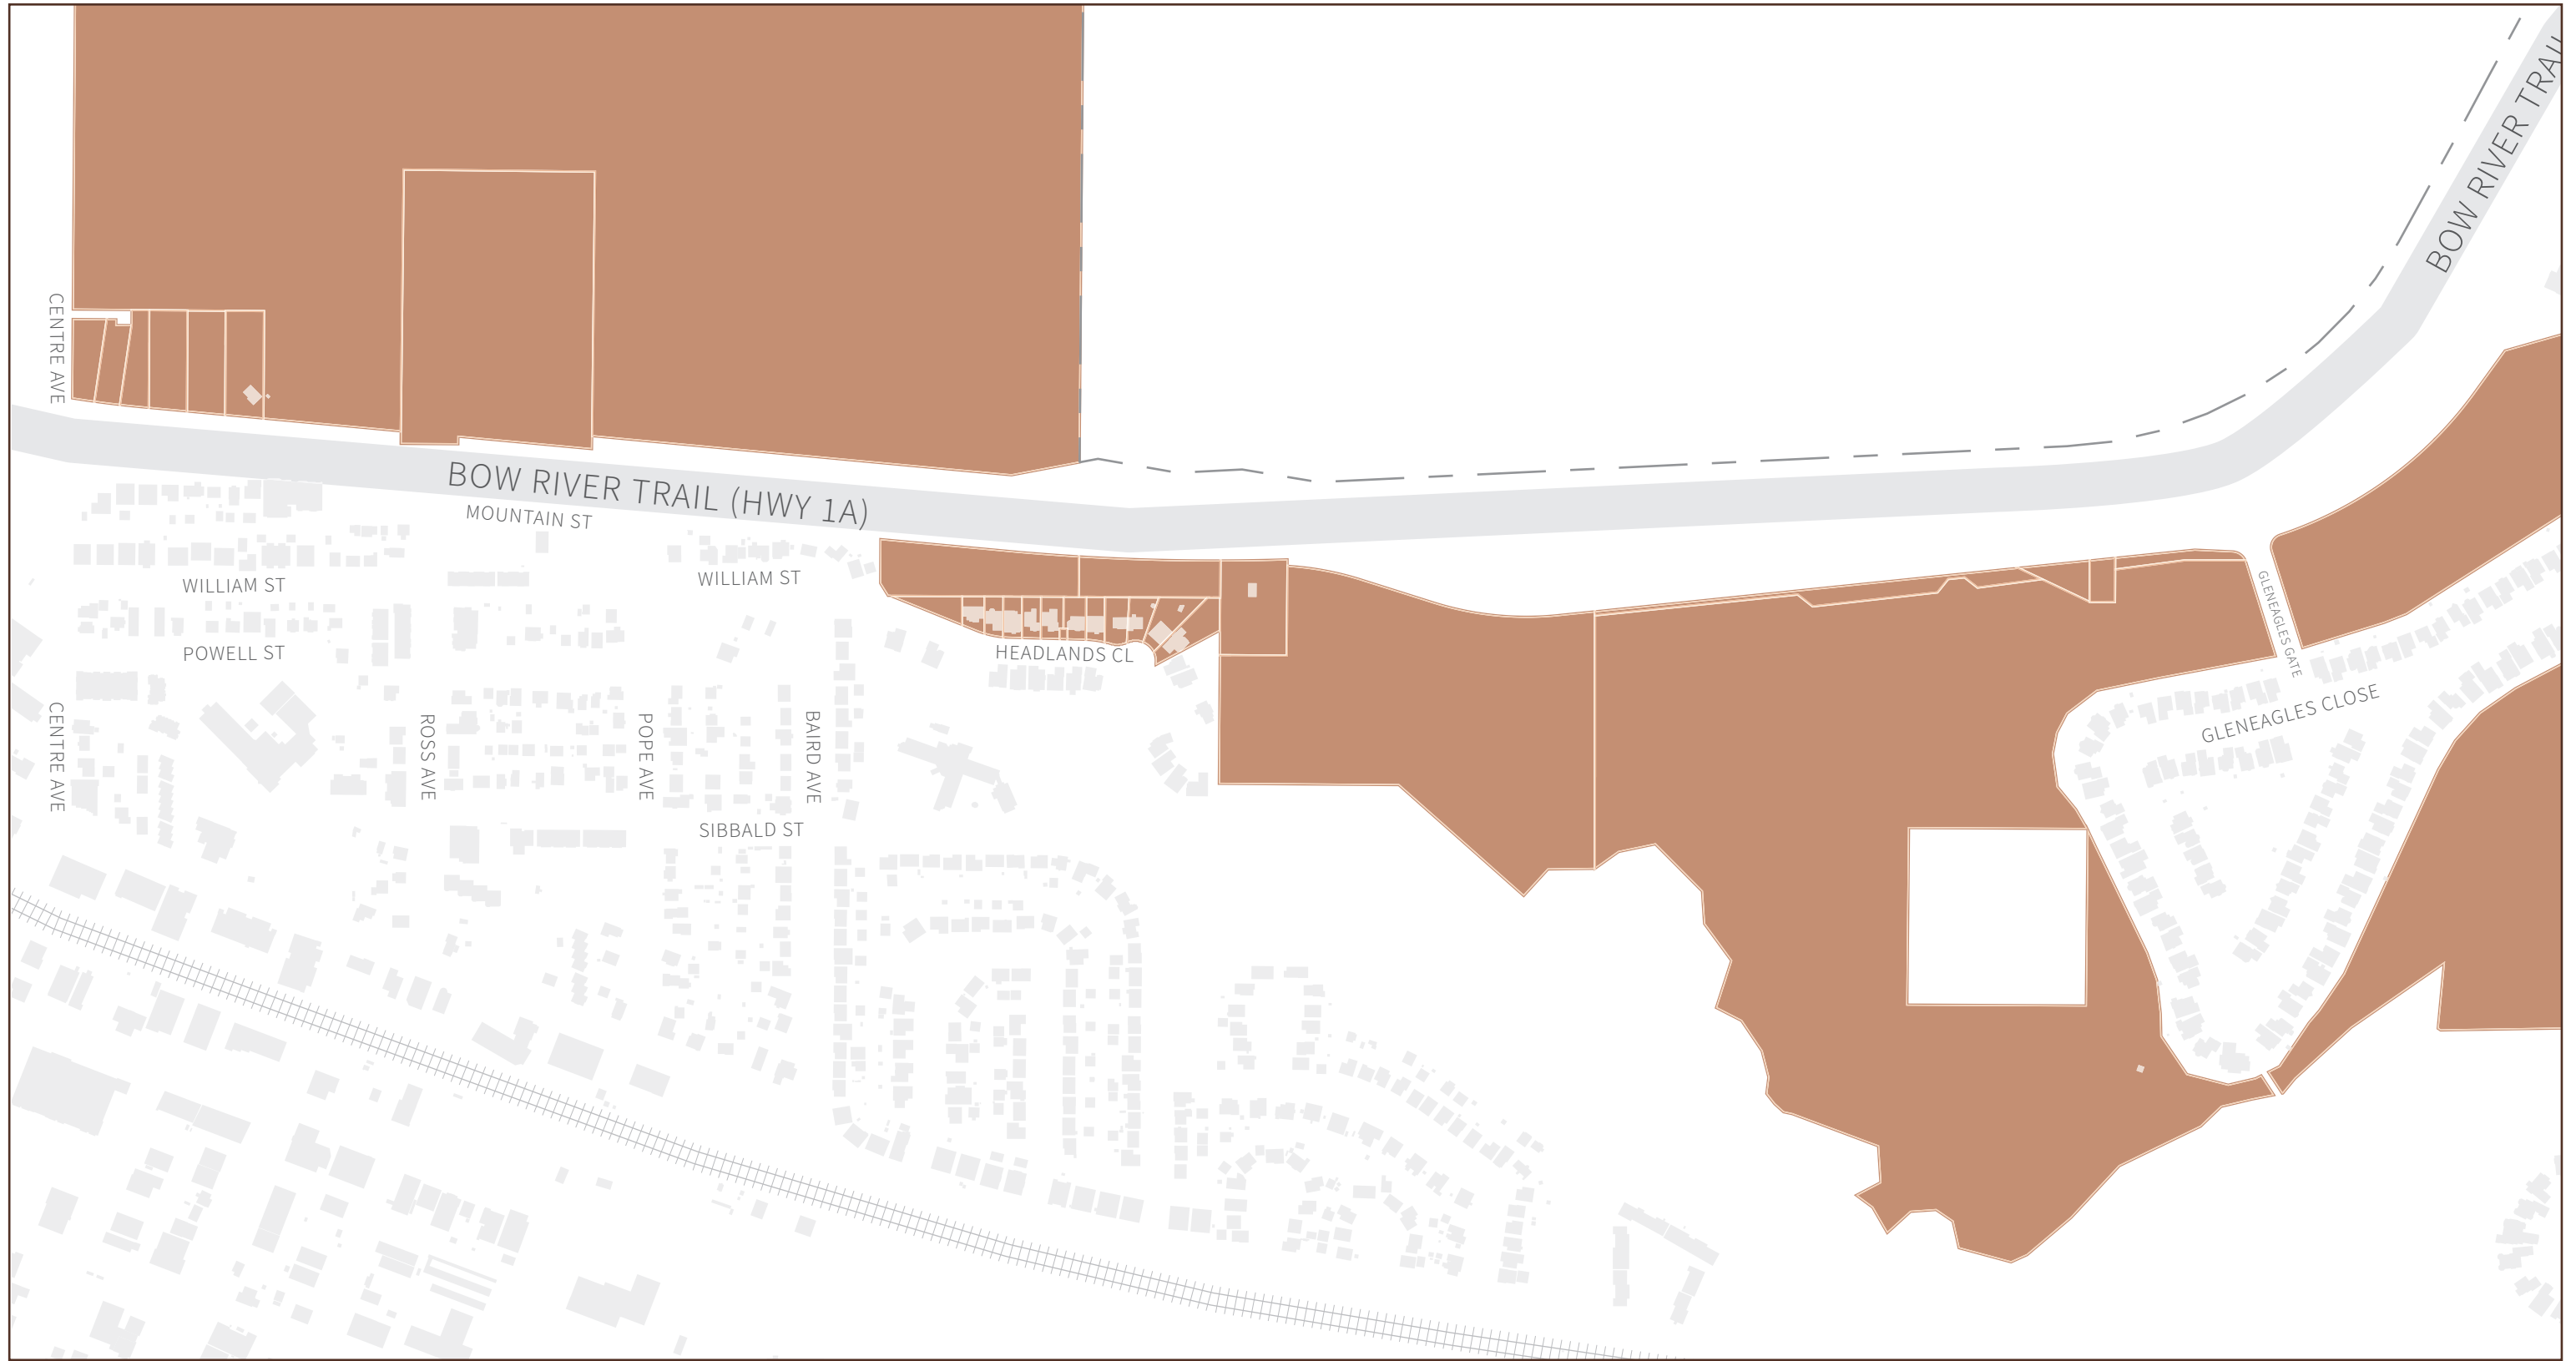 BOW RIVER TRAIL
CENTRE AVE
BOW RIVER TRAIL (HWY 1A)
MOUNTAIN ST
WILLIAM ST
WILLIAM ST
GLENEAGLES GATE
POWELL ST
HEADLANDS CL
GLENEAGLES CLOSE
CENTRE AVE
ROSS AVE
POPE AVE
BAIRD AVE
SIBBALD ST